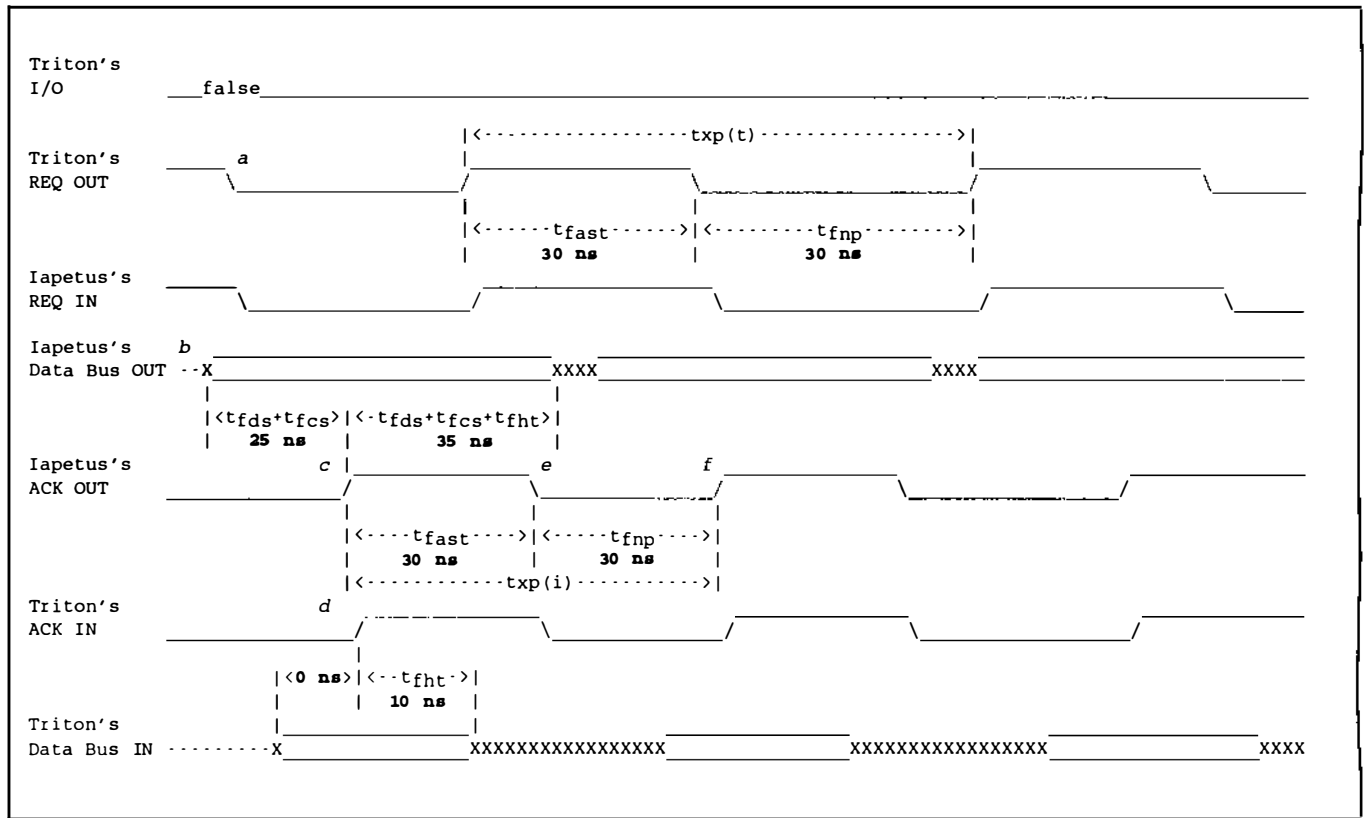 Triton's
I/O false
|<-----------------txp(t)----------------->|
Triton's a
REQ OUT
|<------tfast------>|<---------tfnp-------->|
30 ns 30 ns
Iapetus's
REQ IN
Iapetus's b
Data Bus OUT --X XXXX XXXX
|<tfds+tfcs>|<-tfds+tfcs+tfht>|
25 ns 35 ns
Iapetus's c e f
ACK OUT
|<----tfast---->|<-----tfnp---->|
30 ns 30 ns
|<-----------txp(i)----------->|
Triton's d
ACK IN
|<0 ns>|<--tfht->|
10 ns
Triton's
Data Bus IN ---------X XXXXXXXXXXXXXXXX XXXXXXXXXXXXXXXX XXXX